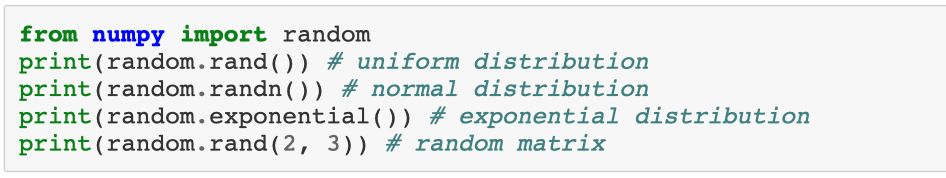 from numpy import random
print(random.rand()) # uniform distribution
print(random.randn()) # normal distribution
print(random.exponential()) # exponential distribution
print(random.rand(2, 3)) # random matrix